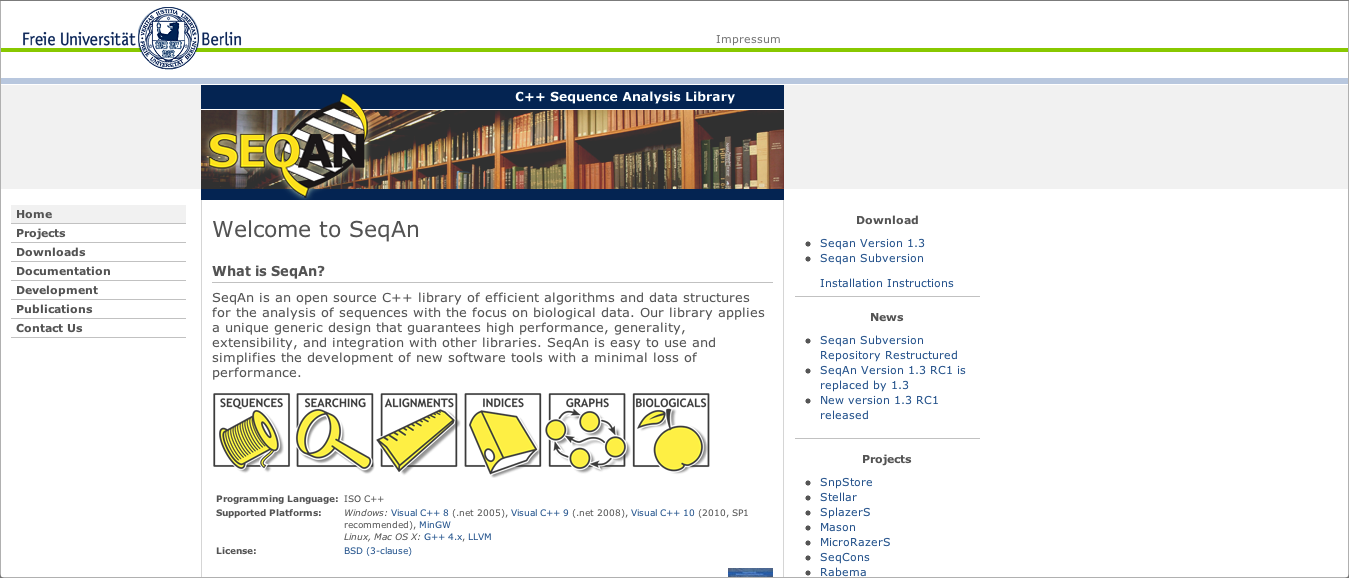 Freie Universität Berlin
Impressum
C++ Sequence Analysis Library
SEQAN
Home
Projects
Downloads
Documentation
Development
Publications
Contact Us
Welcome to SeqAn
What is SeqAn?
SeqAn is an open source C++ library of efficient algorithms and data structures
for the analysis of sequences with the focus on biological data. Our library applies
a unique generic design that guarantees high performance, generality,
extensibility, and integration with other libraries. SeqAn is easy to use and
simplifies the development of new software tools with a minimal loss of
performance.
SEQUENCES SEARCHING ALIGNMENTS INDICES GRAPHS BIOLOGICALS
Programming Language: ISO C++
Supported Platforms: Windows: Visual C++ 8 (.net 2005), Visual C++ 9 (.net 2008), Visual C++ 10 (2010, SP1
recommended), MinGW
Linux, Mac OS X: G++ 4.x, LLVM
License: BSD (3-clause)
Download
Seqan Version 1.3
Seqan Subversion
Installation Instructions
News
Seqan Subversion
Repository Restructured
SeqAn Version 1.3 RC1 is
replaced by 1.3
New version 1.3 RC1
released
Projects
SnpStore
Stellar
SplazerS
Mason
MicroRazerS
SeqCons
Rabema